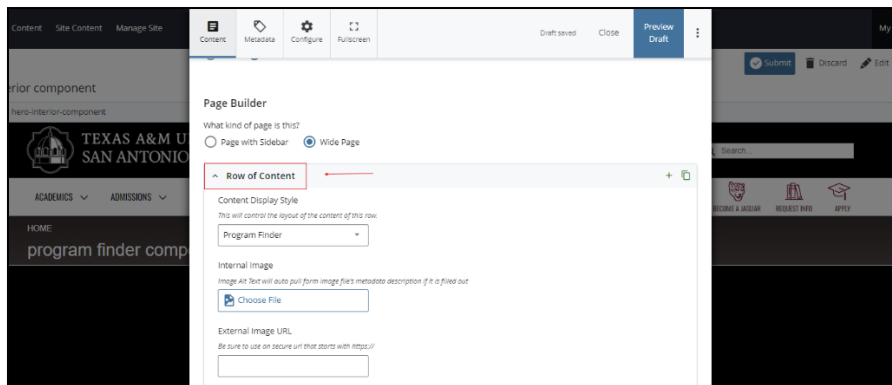 Content Site Content Manage Site
My
Content Metadata Configure Fullscreen Draft saved Close Preview Draft
Submit Discard Edit
erior component
hero-interior-component
Page Builder
What kind of page is this?
Page with Sidebar Wide Page
TEXAS A&M U
SAN ANTONIO
Search...
Row of Content
ACADEMICS ADMISSIONS
BECOME A JAGUAR REQUEST INFO APPLY
Content Display Style
This will control the layout of the content of this row.
HOME
Program Finder
program finder comp
Internal Image
Image Alt Text will auto pull form image file's metadata description if it is filled out
Choose File
External Image URL
Be sure to use an secure url that starts with https://